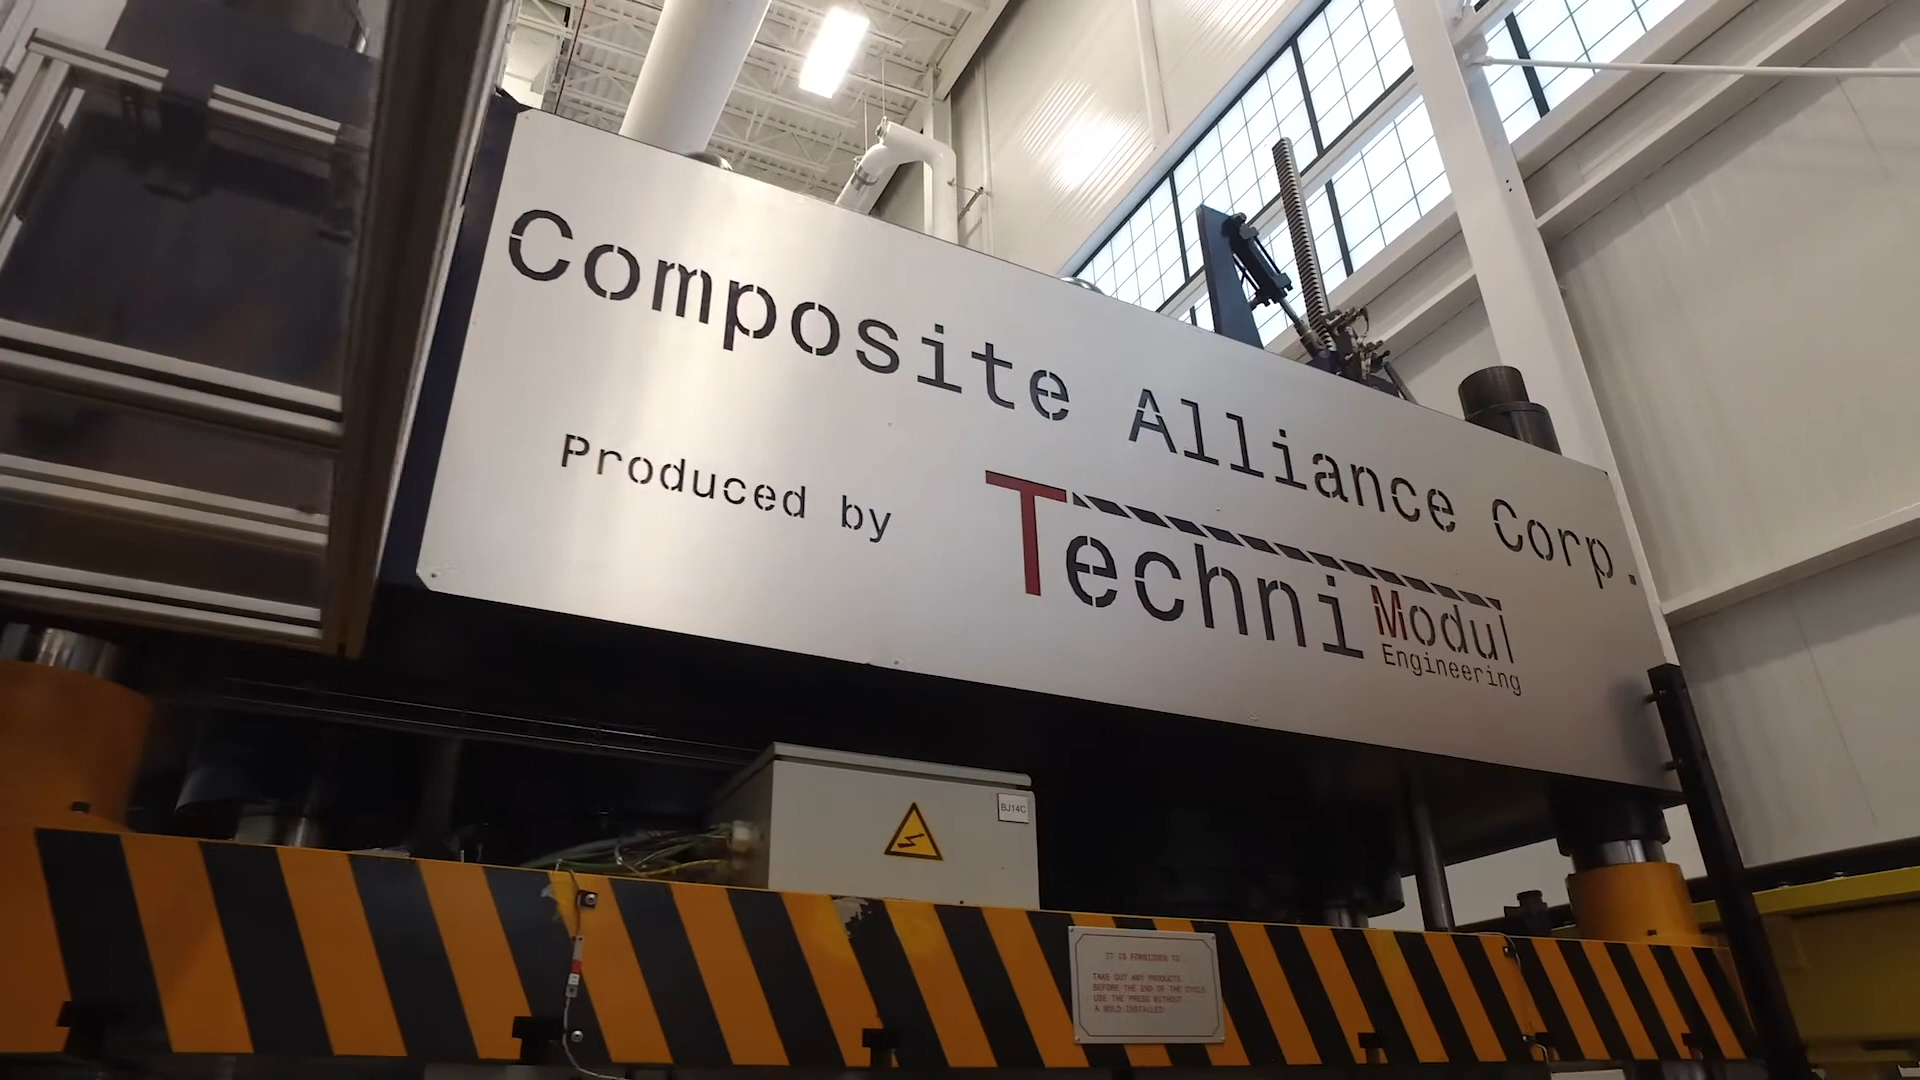 Composite Alliance Corp.
Produced by
Techni Modul
Engineering
BJ14C
IT IS FORBIDDEN TO
TAKE OUT ANY PRODUCTS
BEFORE THE END OF THE CYCLE
USE THE PRESS WITHOUT
A MOLD INSTALLED